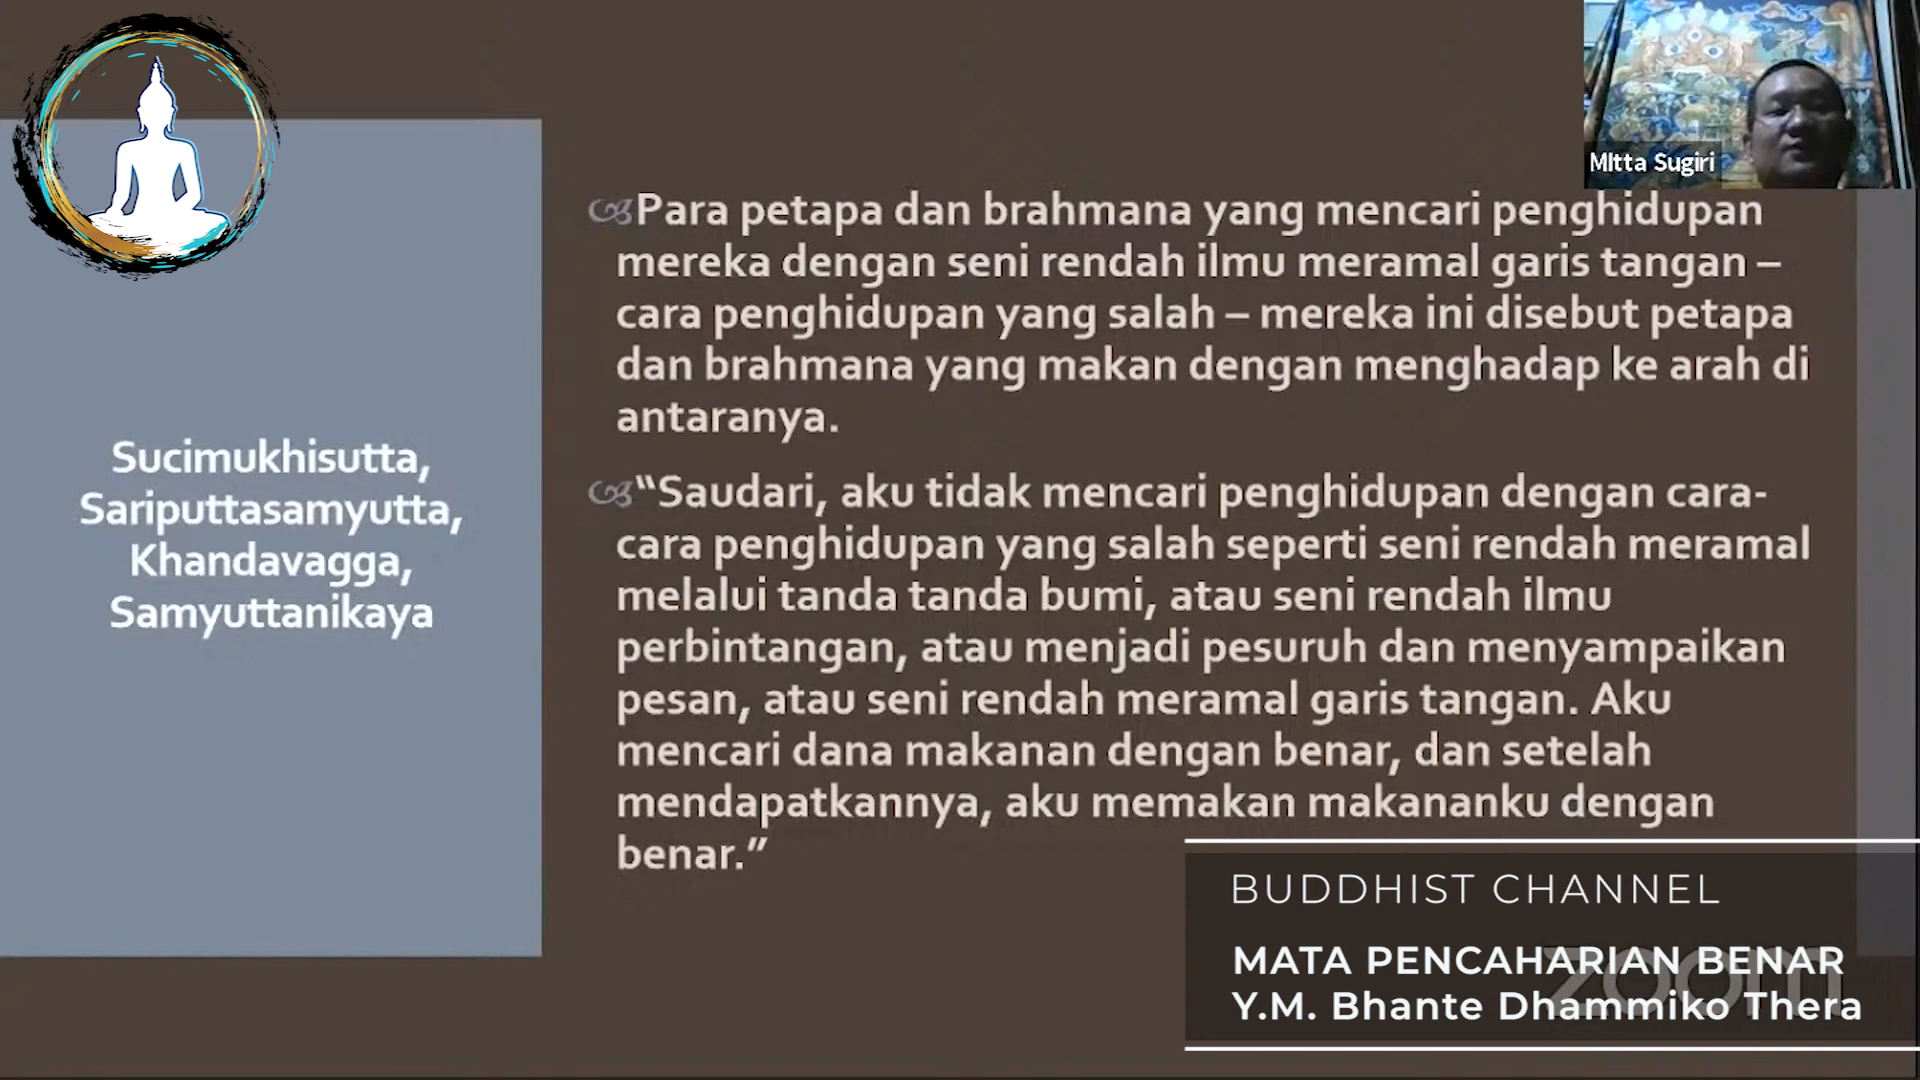 MItta Sugiri
Sucimukhisutta,
Sariputtasamyutta,
Khandavagga,
Samyuttanikaya
Para petapa dan brahmana yang mencari penghidupan
mereka dengan seni rendah ilmu meramal garis tangan –
cara penghidupan yang salah – mereka ini disebut petapa
dan brahmana yang makan dengan menghadap ke arah di
antaranya.
“Saudari, aku tidak mencari penghidupan dengan cara-
cara penghidupan yang salah seperti seni rendah meramal
melalui tanda tanda bumi, atau seni rendah ilmu
perbintangan, atau menjadi pesuruh dan menyampaikan
pesan, atau seni rendah meramal garis tangan. Aku
mencari dana makanan dengan benar, dan setelah
mendapatkannya, aku memakan makananku dengan
benar.”
BUDDHIST CHANNEL
MATA PENCAHARIAN BENAR
Y.M. Bhante Dhammiko Thera
zoom